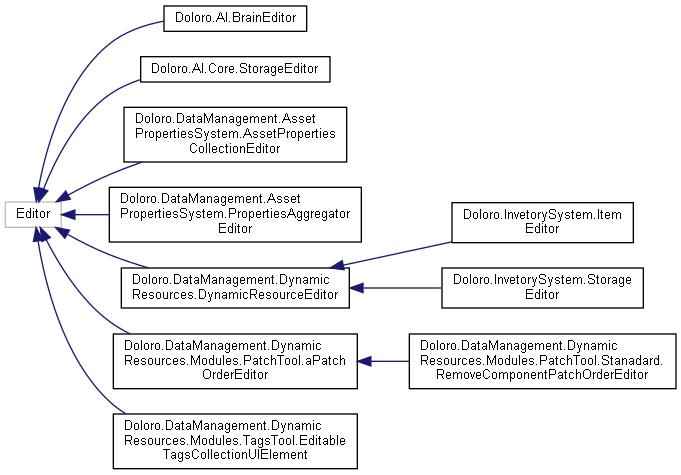 Doloro.AI.BrainEditor
Doloro.AI.Core.StorageEditor
Doloro.DataManagement.Asset
PropertiesSystem.AssetProperties
CollectionEditor
Editor
Doloro.DataManagement.Asset
PropertiesSystem.PropertiesAggregator
Editor
Doloro.InvetorySystem.Item
Editor
Doloro.DataManagement.Dynamic
Resources.DynamicResourceEditor
Doloro.InvetorySystem.Storage
Editor
Doloro.DataManagement.Dynamic
Resources.Modules.PatchTool.aPatch
OrderEditor
Doloro.DataManagement.Dynamic
Resources.Modules.PatchTool.Stanadard.
RemoveComponentPatchOrderEditor
Doloro.DataManagement.Dynamic
Resources.Modules.TagsTool.Editable
TagsCollectionUIElement